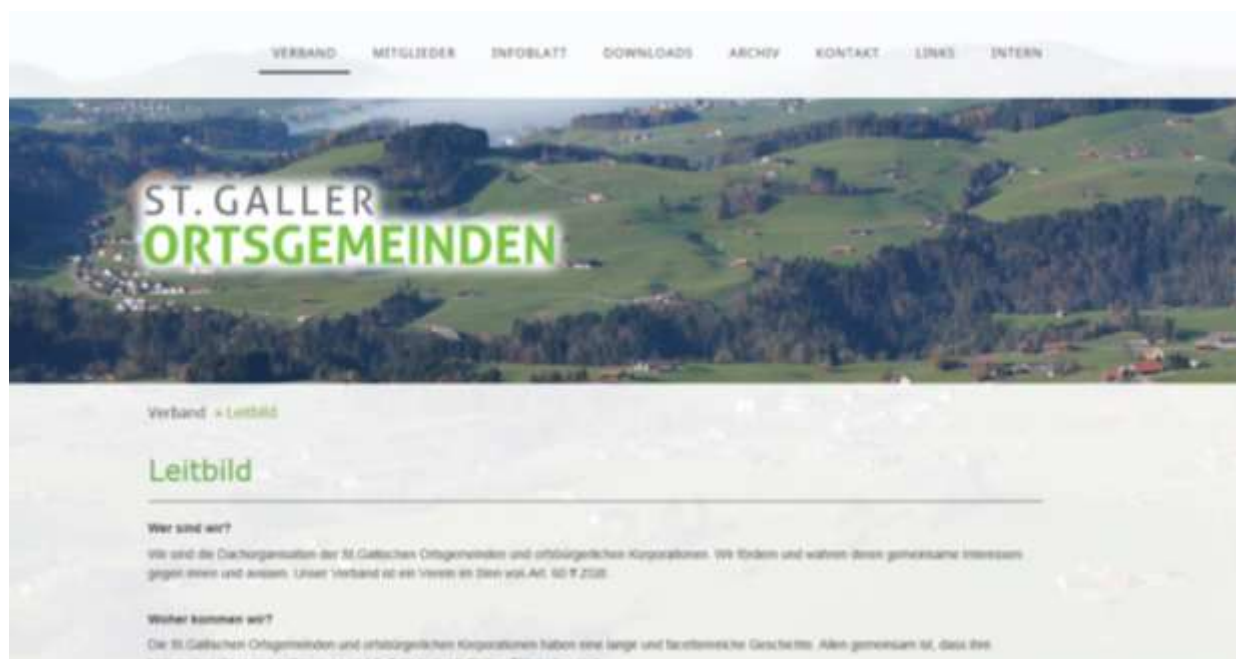 VERBAND MITGLIEDER INFOBLATT DOWNLOADS ARCHIV KONTAKT LINKS INTERN
ST. GALLER
ORTSGEMEINDEN
Verband » Leitbild
Leitbild
Wer sind wir?
Wir sind die Dachorganisation der St.Gallischen Ortsgemeinden und ortsbürgerlichen Korporationen. Wir fördern und wahren deren gemeinsame Interessen
gegen innen und aussen. Unser Verband ist ein Verein im Sinn von Art. 60 ff ZGB.
Woher kommen wir?
Die St.Gallischen Ortsgemeinden und ortsbürgerlichen Korporationen haben eine lange und facettenreiche Geschichte. Allen gemeinsam ist, dass ihre